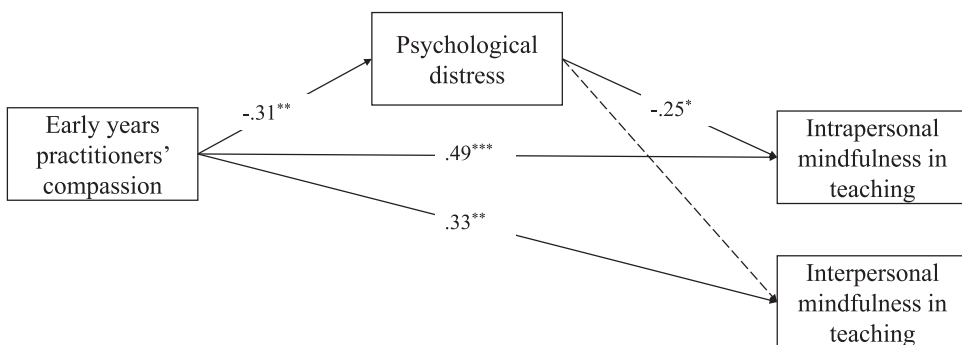 Psychological
distress
-.31**
-.25*
Early years
practitioners’
compassion
.49***
Intrapersonal
mindfulness in
teaching
.33**
Interpersonal
mindfulness in
teaching